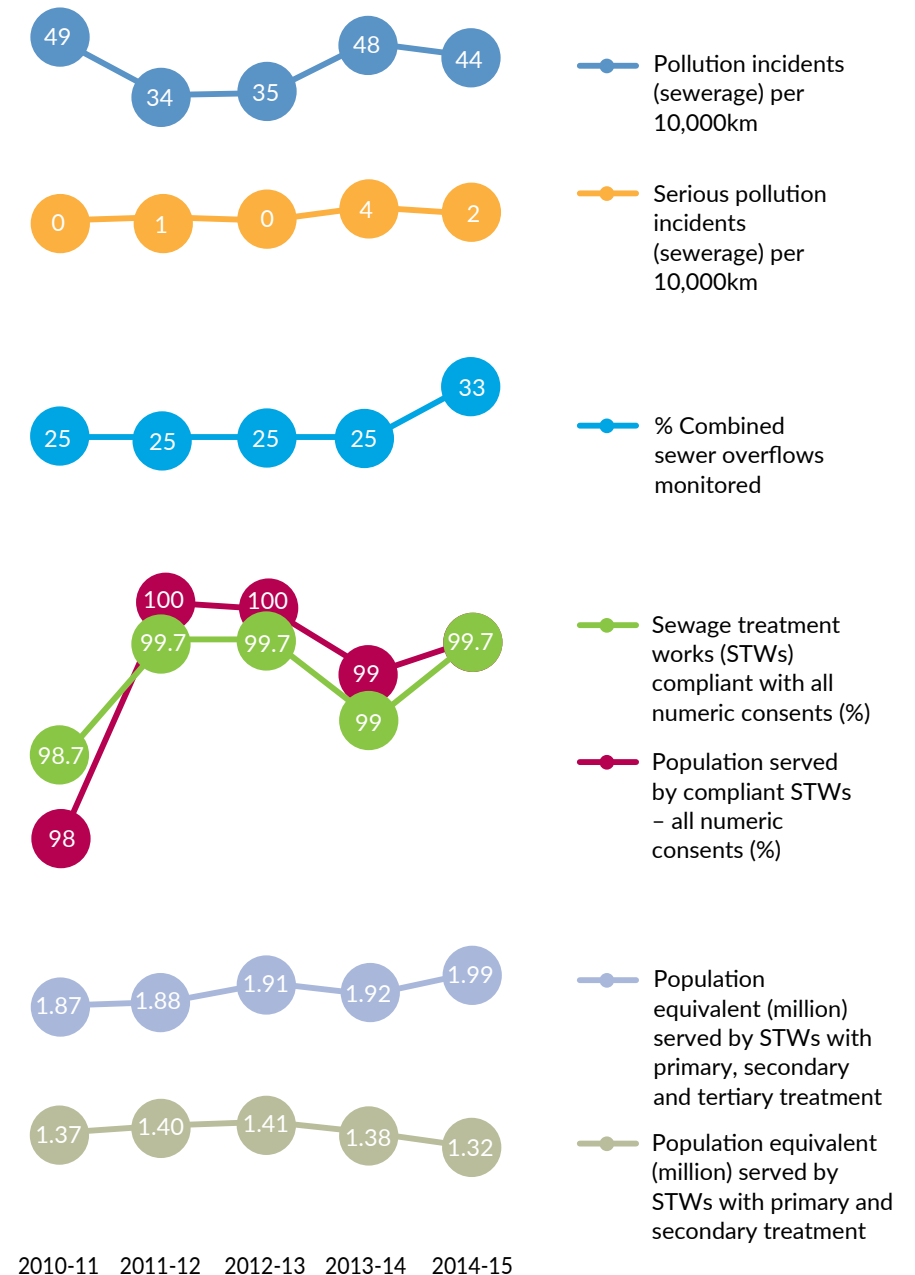 49
34
35
48
44
Pollution incidents
(sewerage) per
10,000km
0
1
0
4
2
Serious pollution
incidents
(sewerage) per
10,000km
25
25
25
25
33
% Combined
sewer overflows
monitored
98.7
99.7
99.7
99
99.7
Sewage treatment
works (STWs)
compliant with all
numeric consents (%)
98
100
100
99
Population served
by compliant STWs
– all numeric
consents (%)
1.87
1.88
1.91
1.92
1.99
Population
equivalent (million)
served by STWs with
primary, secondary
and tertiary treatment
1.37
1.40
1.41
1.38
1.32
Population equivalent
(million) served by
STWs with primary and
secondary treatment
2010-11 2011-12 2012-13 2013-14 2014-15